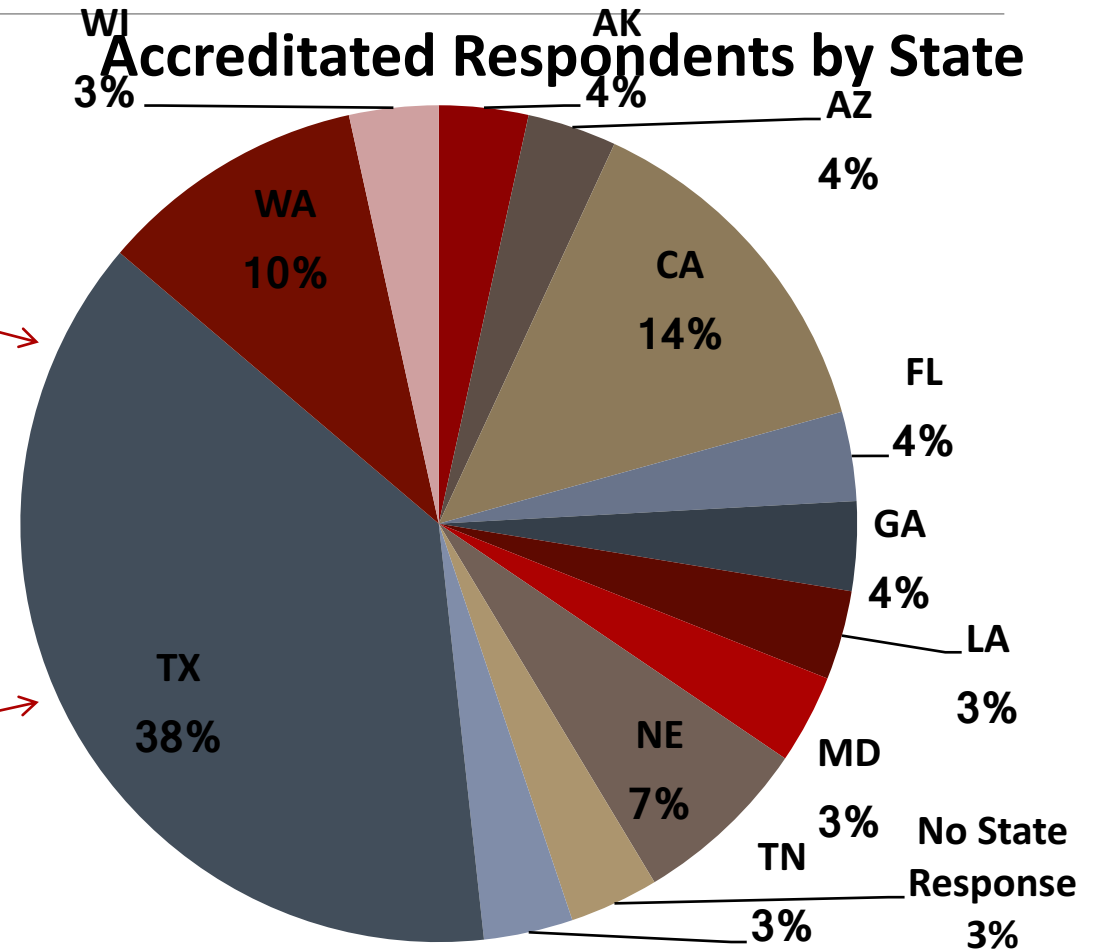 Accreditated Respondents by State
WI
3%
AK
4%
AZ
4%
CA
14%
FL
4%
GA
4%
LA
3%
MD
3%
NE
7%
No State
Response
3%
TN
3%
TX
38%
WA
10%